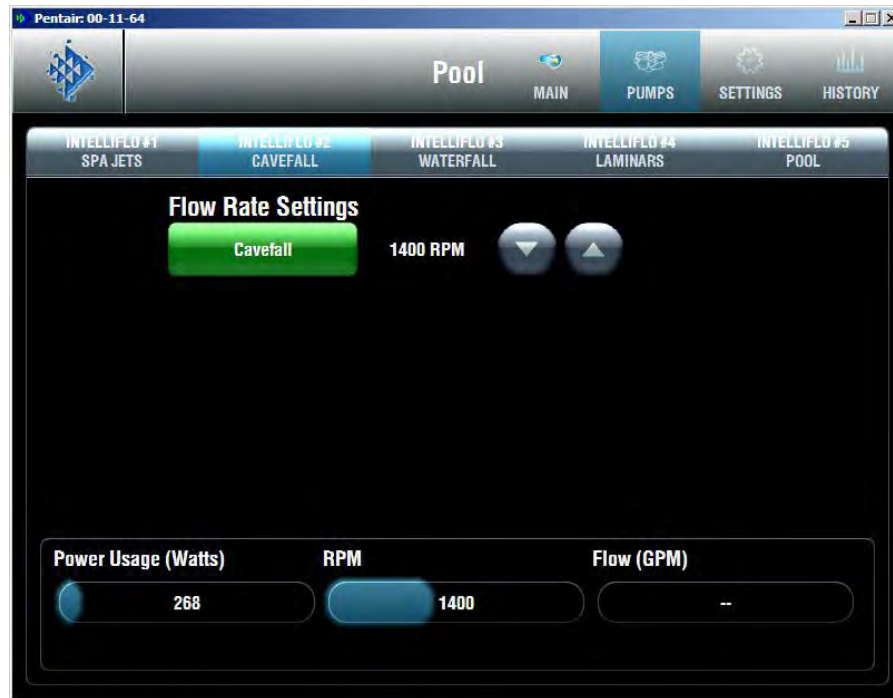 Pentair: 00-11-64
Pool
MAIN
PUMPS
SETTINGS
HISTORY
INTELLIFLO #1
SPA JETS
INTELLIFLO #2
CAVEFALL
INTELLIFLO #3
WATERFALL
INTELLIFLO #4
LAMINARS
INTELLIFLO #5
POOL
Flow Rate Settings
Cavefall 1400 RPM
Power Usage (Watts) RPM Flow (GPM)
268 1400 --